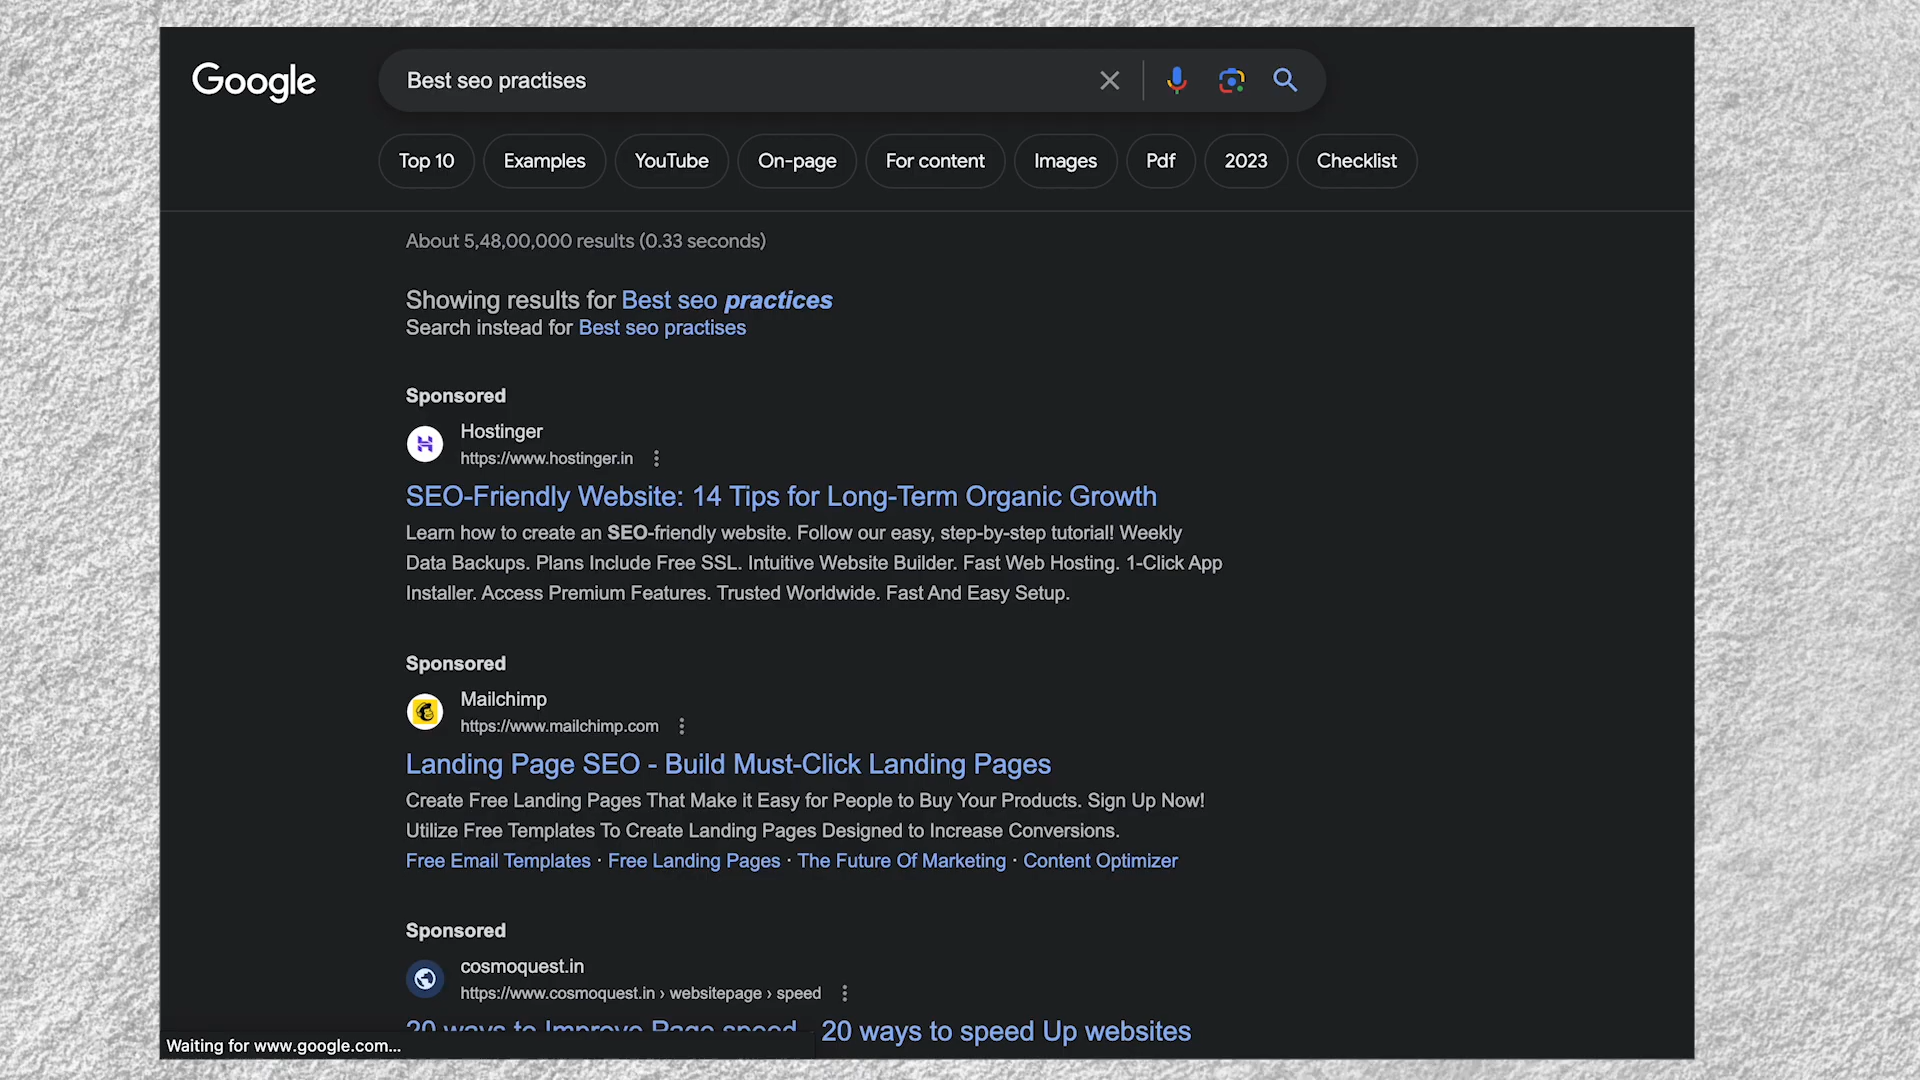 Google
Best seo practises
Top 10 Examples YouTube On-page For content Images Pdf 2023 Checklist
About 5,48,00,000 results (0.33 seconds)
Showing results for Best seo practices
Search instead for Best seo practises
Sponsored
Hostinger
https://www.hostinger.in
SEO-Friendly Website: 14 Tips for Long-Term Organic Growth
Learn how to create an SEO-friendly website. Follow our easy, step-by-step tutorial! Weekly
Data Backups. Plans Include Free SSL. Intuitive Website Builder. Fast Web Hosting. 1-Click App
Installer. Access Premium Features. Trusted Worldwide. Fast And Easy Setup.
Sponsored
Mailchimp
https://www.mailchimp.com
Landing Page SEO - Build Must-Click Landing Pages
Create Free Landing Pages That Make it Easy for People to Buy Your Products. Sign Up Now!
Utilize Free Templates To Create Landing Pages Designed to Increase Conversions.
Free Email Templates · Free Landing Pages · The Future Of Marketing · Content Optimizer
Sponsored
cosmoquest.in
https://www.cosmoquest.in › websitepage › speed
20 ways to Improve Page speed 20 ways to speed Up websites
Waiting for www.google.com...